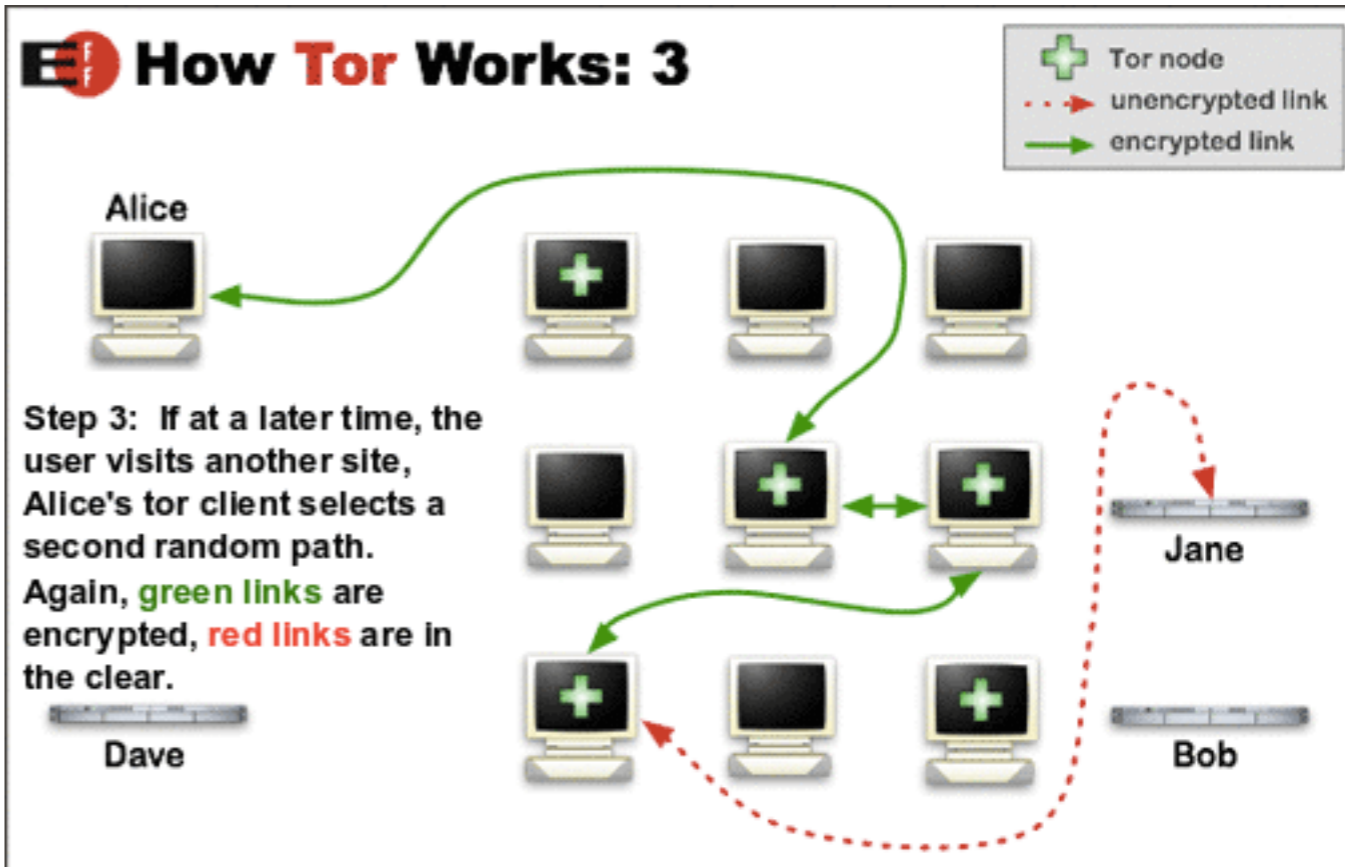 EFF How Tor Works: 3
Tor node
unencrypted link
encrypted link
Alice
Step 3: If at a later time, the
user visits another site,
Alice's tor client selects a
second random path.
Again, green links are
encrypted, red links are in
the clear.
Jane
Dave
Bob